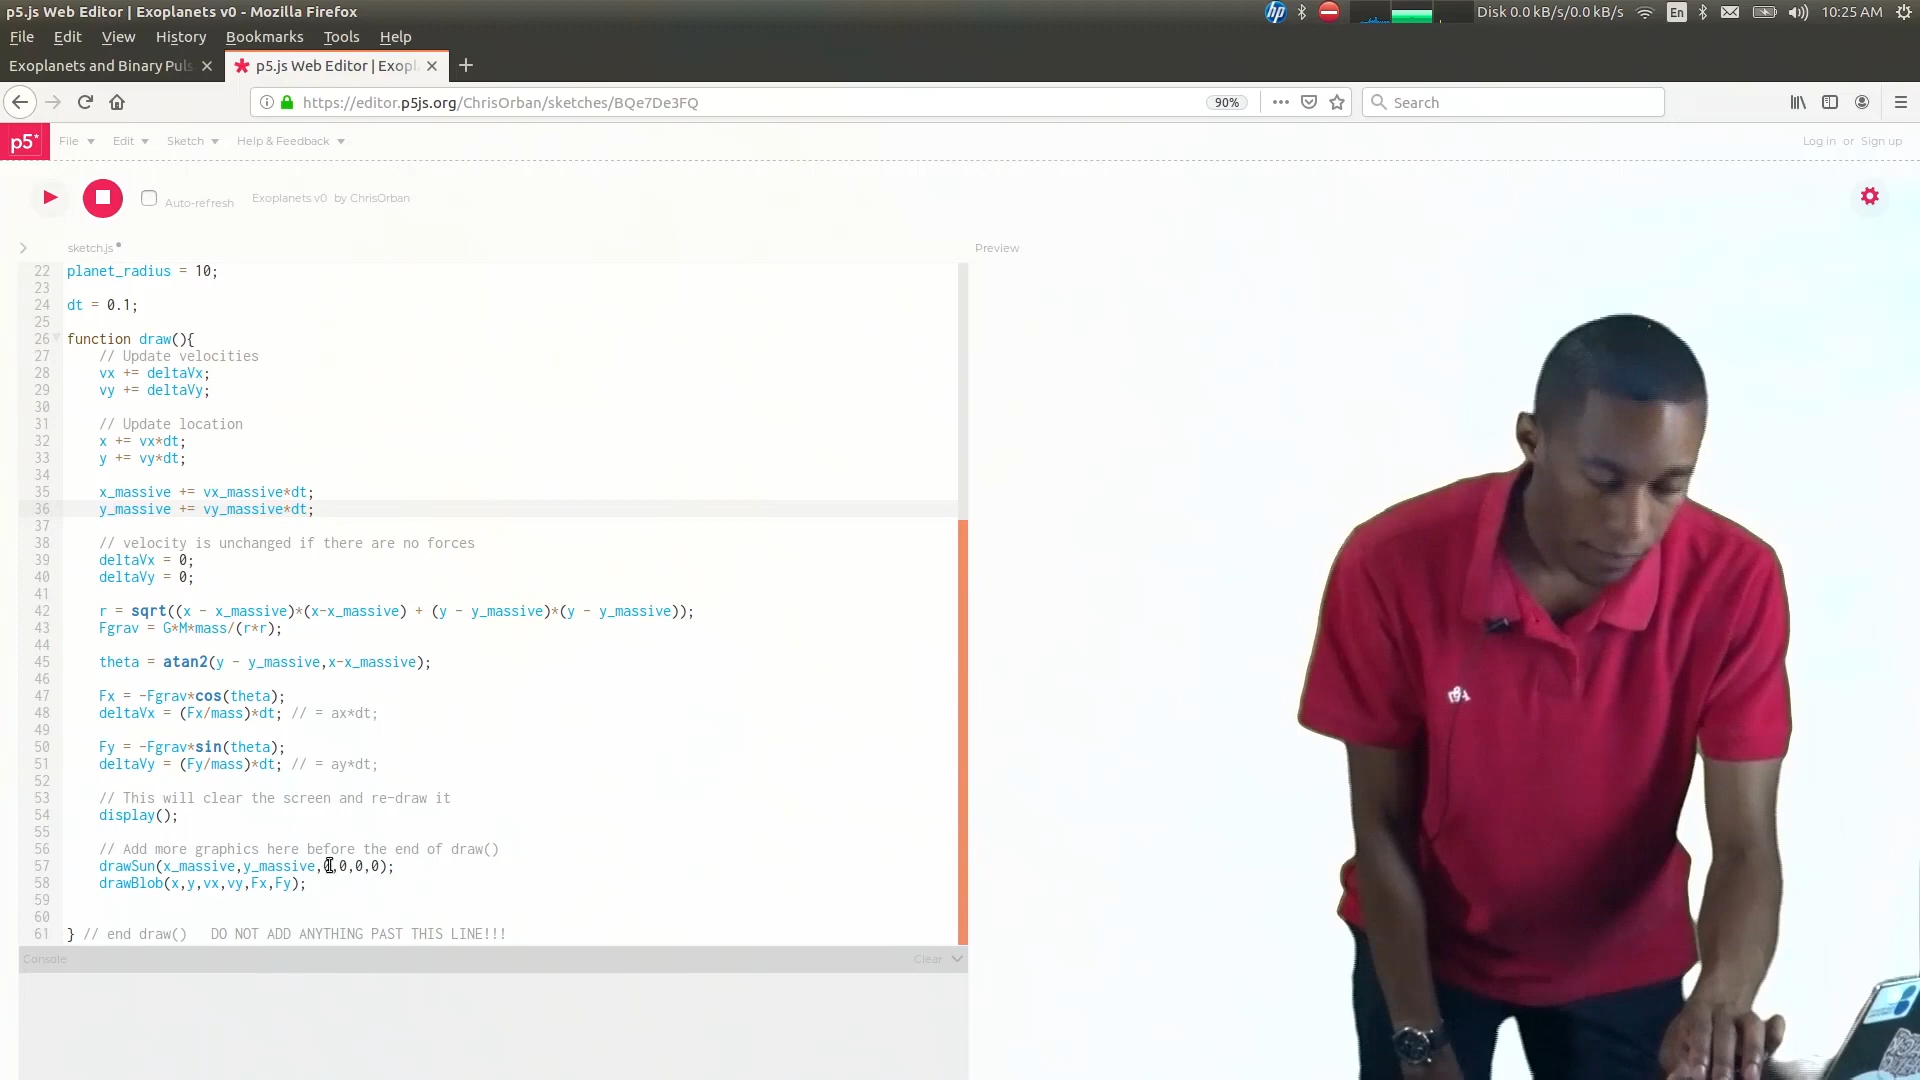 p5.js Web Editor | Exoplanets v0 - Mozilla Firefox
hp
Disk 0.0 kB/s/0.0 kB/s
En
10:25 AM
File Edit View History Bookmarks Tools Help
Exoplanets and Binary Puls
p5.js Web Editor | Exopl
https://editor.p5js.org/ChrisOrban/sketches/BQe7De3FQ
90%
Search
p5*
File Edit Sketch Help & Feedback
Log in or Sign up
Auto-refresh
Exoplanets v0 by ChrisOrban
sketch.js
Preview
22 planet_radius = 10;
23
24 dt = 0.1;
25
26 function draw(){
27 // Update velocities
28 vx += deltaVx;
29 vy += deltaVy;
30
31 // Update location
32 x += vx*dt;
33 y += vy*dt;
34
35 x_massive += vx_massive*dt;
36 y_massive += vy_massive*dt;
37
38 // velocity is unchanged if there are no forces
39 deltaVx = 0;
40 deltaVy = 0;
41
42 r = sqrt((x - x_massive)*(x-x_massive) + (y - y_massive)*(y - y_massive));
43 Fgrav = G*M*mass/(r*r);
44
45 theta = atan2(y - y_massive,x-x_massive);
46
47 Fx = -Fgrav*cos(theta);
48 deltaVx = (Fx/mass)*dt; // = ax*dt;
49
50 Fy = -Fgrav*sin(theta);
51 deltaVy = (Fy/mass)*dt; // = ay*dt;
52
53 // This will clear the screen and re-draw it
54 display();
55
56 // Add more graphics here before the end of draw()
57 drawSun(x_massive,y_massive,0,0,0,0);
58 drawBlob(x,y,vx,vy,Fx,Fy);
59
60
61 } // end draw() DO NOT ADD ANYTHING PAST THIS LINE!!!
Console
Clear